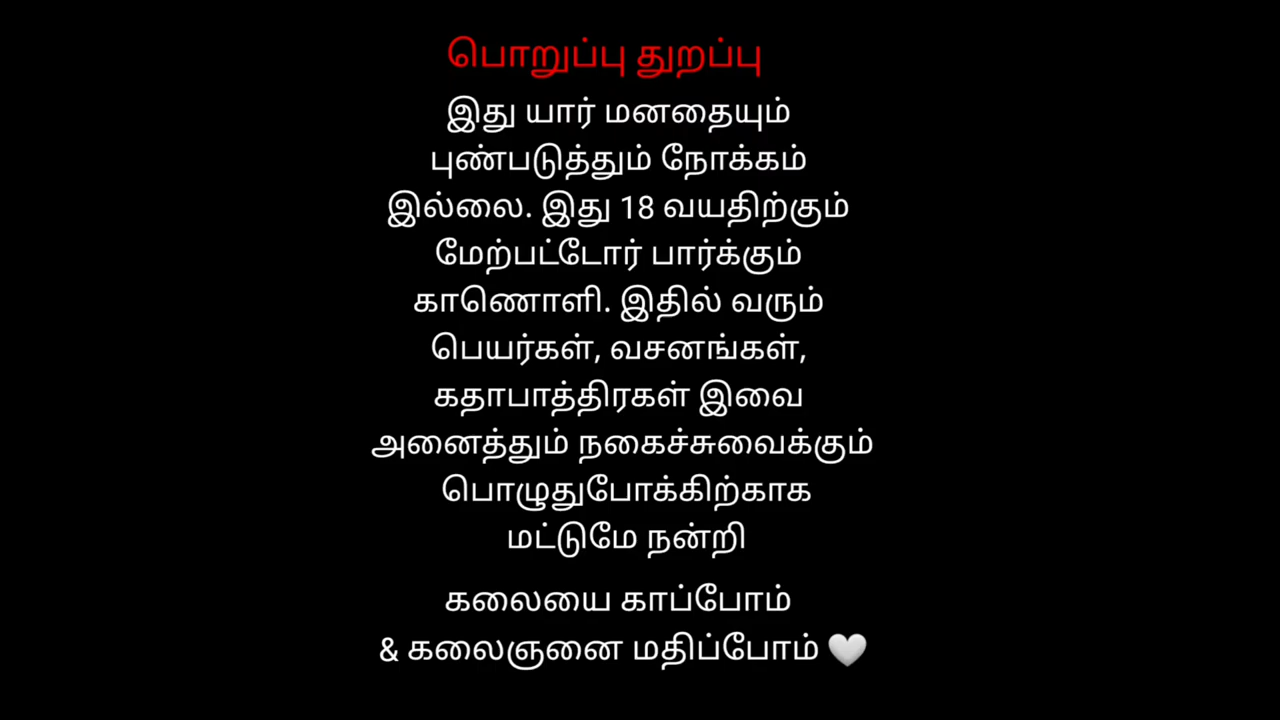 பொறுப்பு துறப்பு
இது யார் மனதையும்
புண்படுத்தும் நோக்கம்
இல்லை. இது 18 வயதிற்கும்
மேற்பட்டோர் பார்க்கும்
காணொளி. இதில் வரும்
பெயர்கள், வசனங்கள்,
கதாபாத்திரகள் இவை
அனைத்தும் நகைச்சுவைக்கும்
பொழுதுபோக்கிற்காக
மட்டுமே நன்றி
கலையை காப்போம்
& கலைஞனை மதிப்போம் 🤍